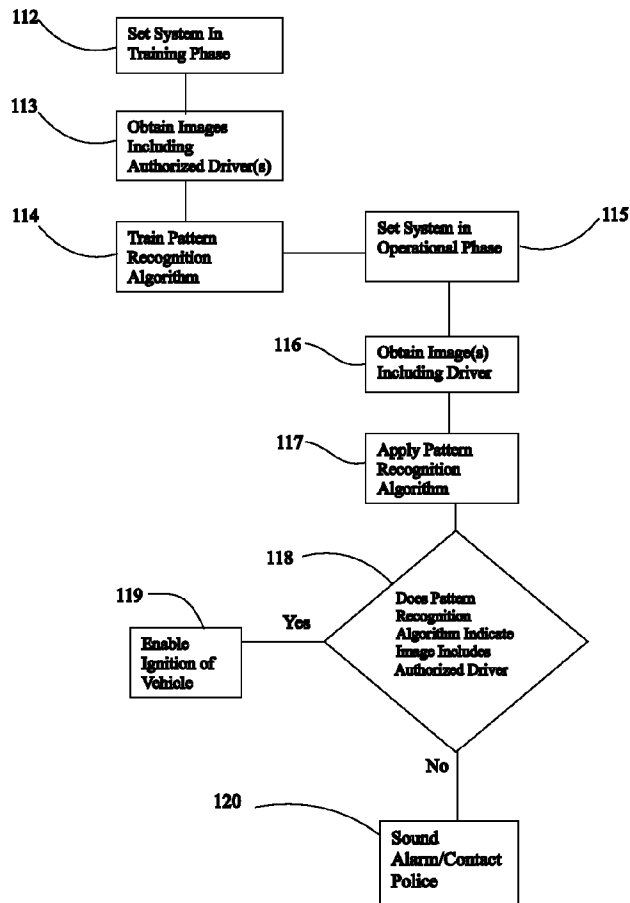 112
Set System In
Training Phase
113
Obtain Images
Including
Authorized Driver(s)
114
Train Pattern
Recognition
Algorithm
Set System in
Operational Phase
115
116
Obtain Image(s)
Including Driver
117
Apply Pattern
Recognition
Algorithm
118
Does Pattern
Recognition
Algorithm Indicate
Image Includes
Authorized Driver
119
Yes
Enable
Ignition of
Vehicle
No
120
Sound
Alarm/Contact
Police